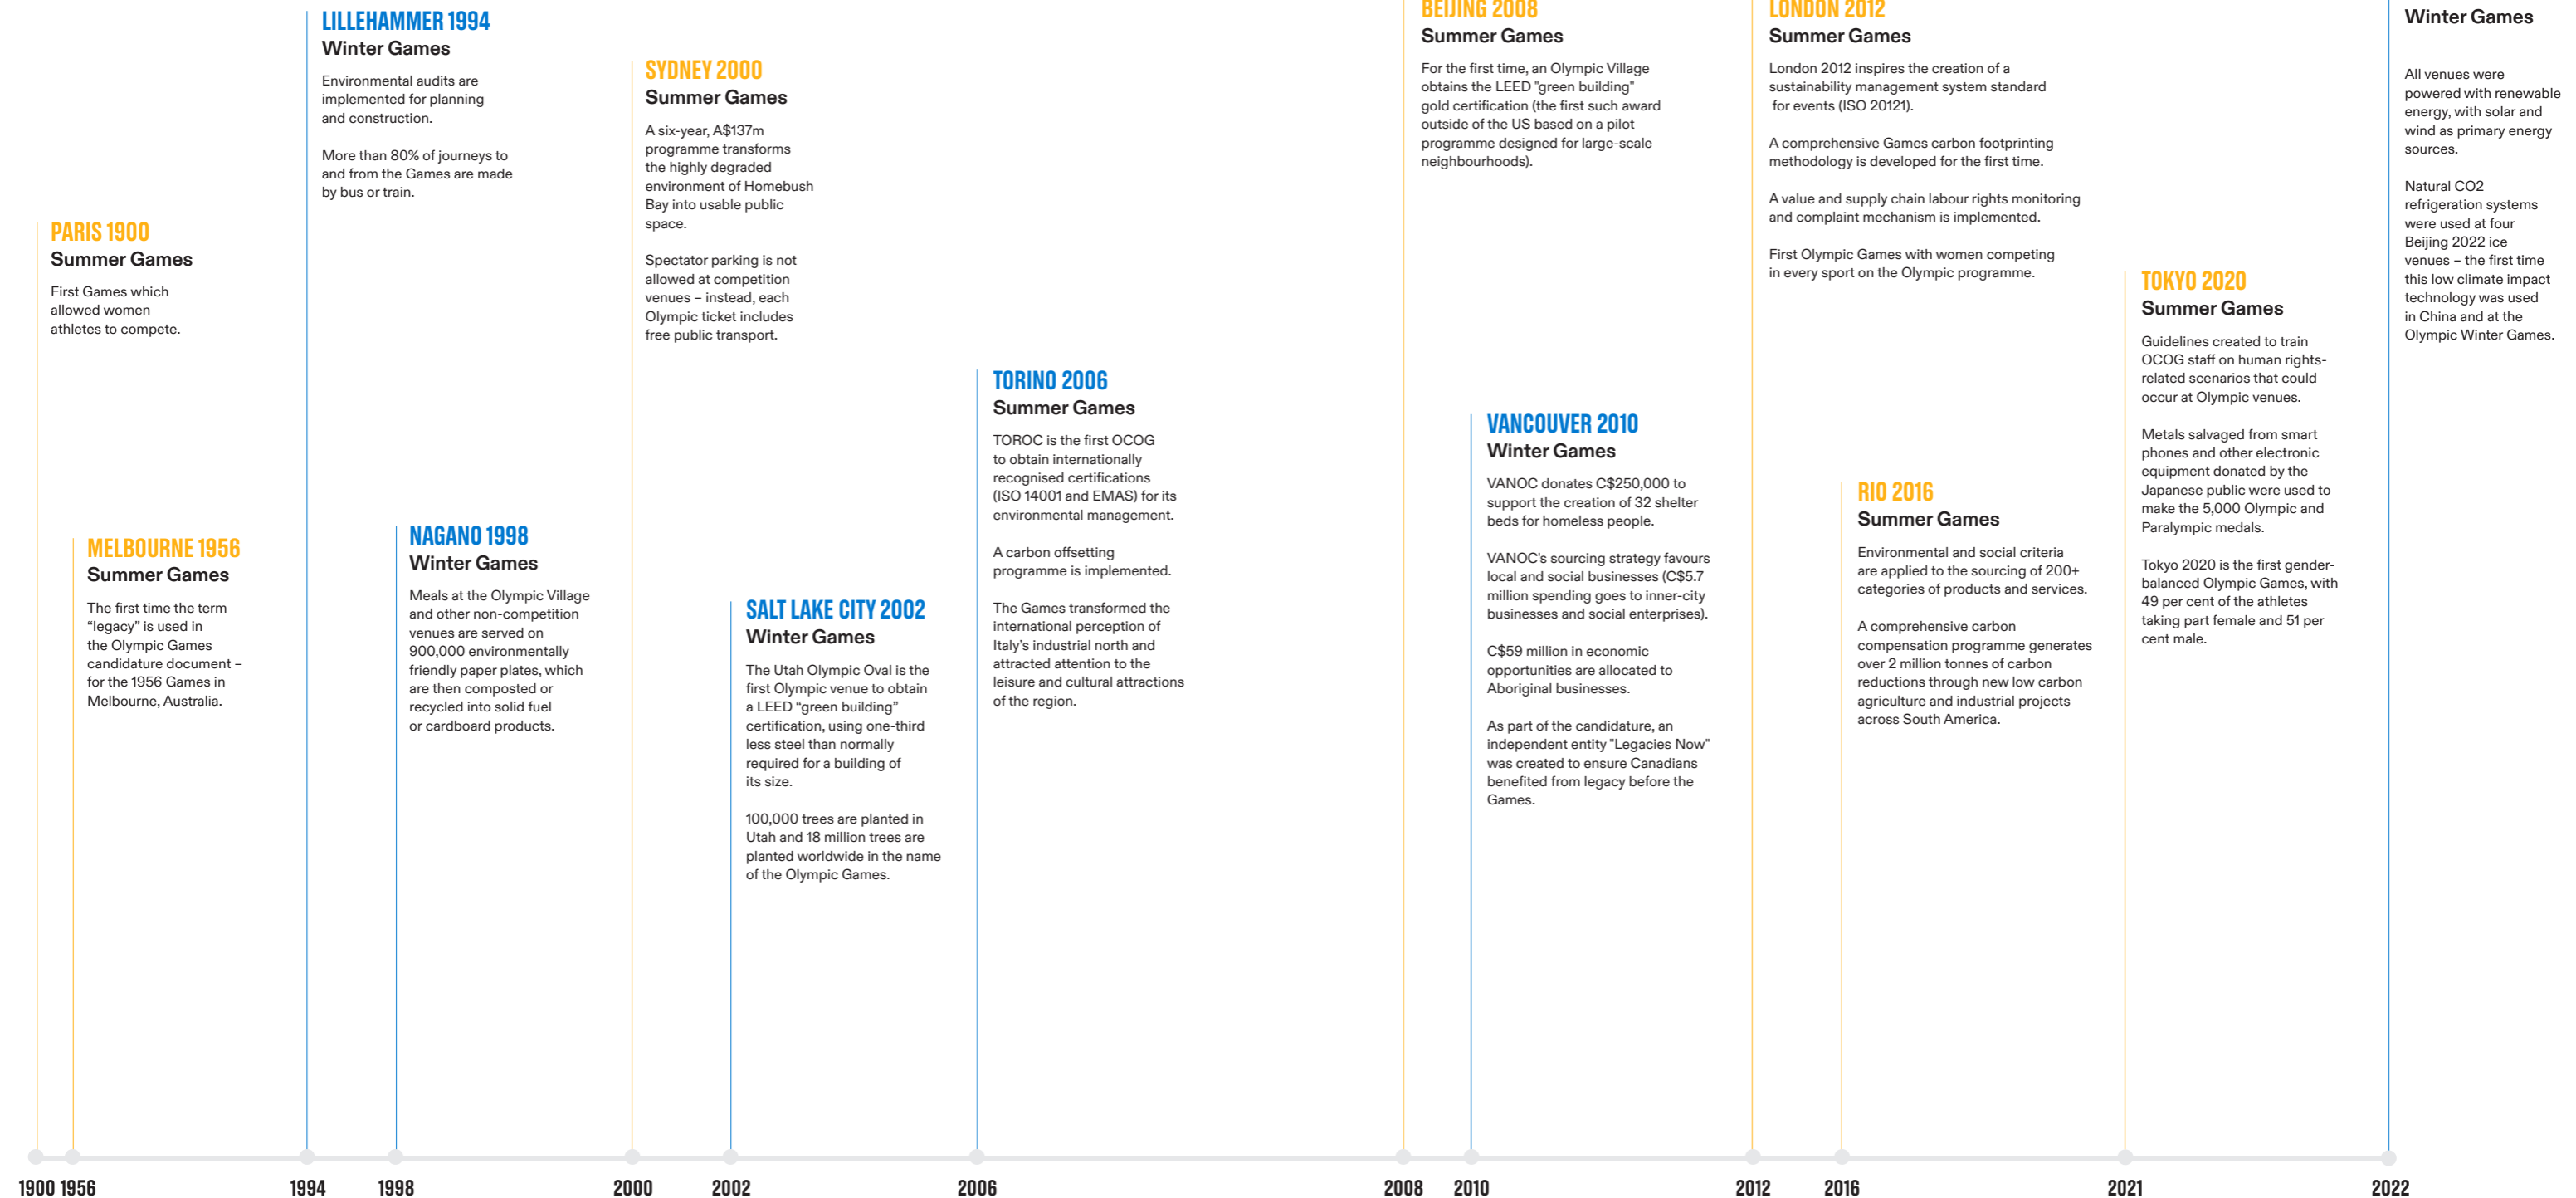 LILLEHAMMER 1994
Winter Games
Environmental audits are
implemented for planning
and construction.
More than 80% of journeys to
and from the Games are made
by bus or train.
PARIS 1900
Summer Games
First Games which
allowed women
athletes to compete.
MELBOURNE 1956
Summer Games
The first time the term
“legacy” is used in
the Olympic Games
candidature document –
for the 1956 Games in
Melbourne, Australia.
NAGANO 1998
Winter Games
Meals at the Olympic Village
and other non-competition
venues are served on
900,000 environmentally
friendly paper plates, which
are then composted or
recycled into solid fuel
or cardboard products.
SYDNEY 2000
Summer Games
A six-year, A$137m
programme transforms
the highly degraded
environment of Homebush
Bay into usable public
space.
Spectator parking is not
allowed at competition
venues – instead, each
Olympic ticket includes
free public transport.
SALT LAKE CITY 2002
Winter Games
The Utah Olympic Oval is the
first Olympic venue to obtain
a LEED “green building”
certification, using one-third
less steel than normally
required for a building of
its size.
100,000 trees are planted in
Utah and 18 million trees are
planted worldwide in the name
of the Olympic Games.
TORINO 2006
Summer Games
TOROC is the first OCOG
to obtain internationally
recognised certifications
(ISO 14001 and EMAS) for its
environmental management.
A carbon offsetting
programme is implemented.
The Games transformed the
international perception of
Italy's industrial north and
attracted attention to the
leisure and cultural attractions
of the region.
BEIJING 2008
Summer Games
For the first time, an Olympic Village
obtains the LEED "green building"
gold certification (the first such award
outside of the US based on a pilot
programme designed for large-scale
neighbourhoods).
VANCOUVER 2010
Winter Games
VANOC donates C$250,000 to
support the creation of 32 shelter
beds for homeless people.
VANOC's sourcing strategy favours
local and social businesses (C$5.7
million spending goes to inner-city
businesses and social enterprises).
C$59 million in economic
opportunities are allocated to
Aboriginal businesses.
As part of the candidature, an
independent entity "Legacies Now"
was created to ensure Canadians
benefited from legacy before the
Games.
LONDON 2012
Summer Games
London 2012 inspires the creation of a
sustainability management system standard
for events (ISO 20121).
A comprehensive Games carbon footprinting
methodology is developed for the first time.
A value and supply chain labour rights monitoring
and complaint mechanism is implemented.
First Olympic Games with women competing
in every sport on the Olympic programme.
RIO 2016
Summer Games
Environmental and social criteria
are applied to the sourcing of 200+
categories of products and services.
A comprehensive carbon
compensation programme generates
over 2 million tonnes of carbon
reductions through new low carbon
agriculture and industrial projects
across South America.
TOKYO 2020
Summer Games
Guidelines created to train
OCOG staff on human rights-
related scenarios that could
occur at Olympic venues.
Metals salvaged from smart
phones and other electronic
equipment donated by the
Japanese public were used to
make the 5,000 Olympic and
Paralympic medals.
Tokyo 2020 is the first gender-
balanced Olympic Games, with
49 per cent of the athletes
taking part female and 51 per
cent male.
Winter Games
All venues were
powered with renewable
energy, with solar and
wind as primary energy
sources.
Natural CO2
refrigeration systems
were used at four
Beijing 2022 ice
venues – the first time
this low climate impact
technology was used
in China and at the
Olympic Winter Games.
1900 1956 1994 1998 2000 2002 2006 2008 2010 2012 2016 2021 2022